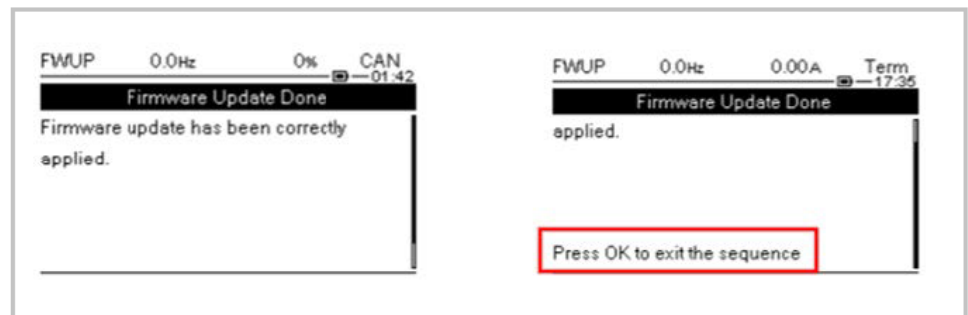 FWUP 0.0Hz 0% CAN
01:42
Firmware Update Done
Firmware update has been correctly
applied.
FWUP 0.0Hz 0.00A Term
17:35
Firmware Update Done
applied.
Press OK to exit the sequence